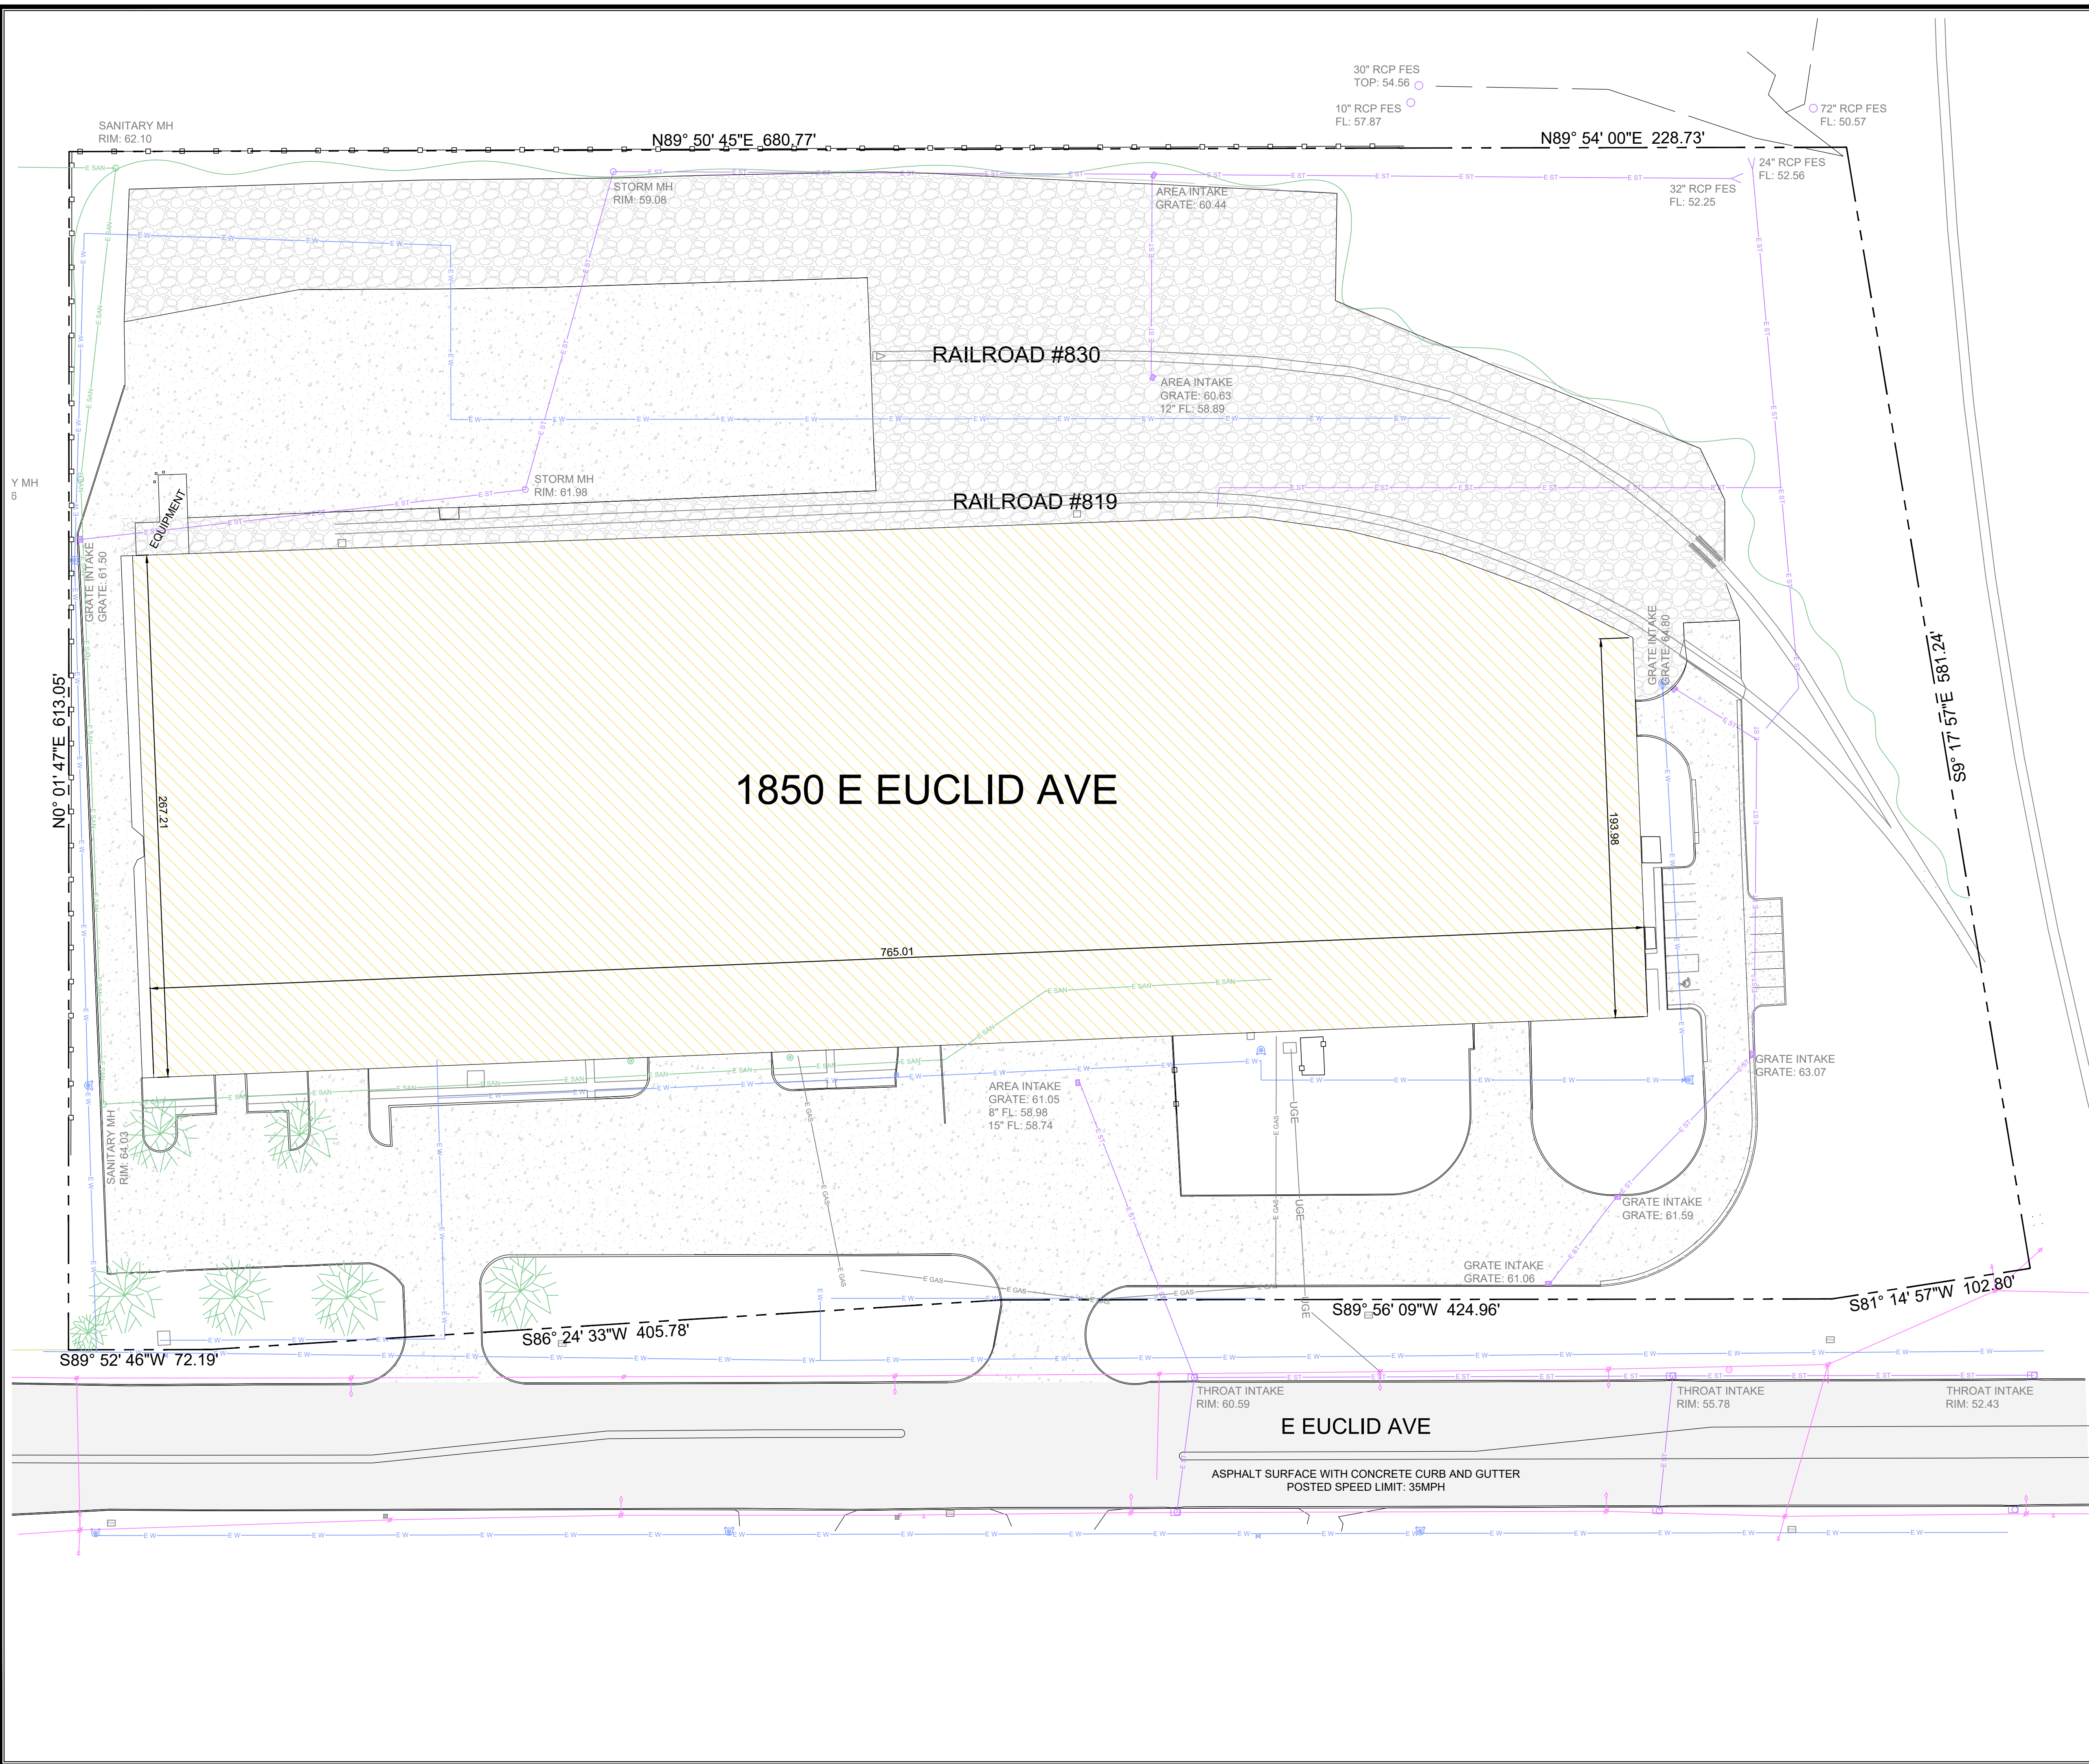 30" RCP FES
TOP: 54.56
10" RCP FES
FL: 57.87
72" RCP FES
FL: 50.57
SANITARY MH
RIM: 62.10
N89° 50' 45"E 680.77'
N89° 54' 00"E 228.73'
24" RCP FES
FL: 52.56
32" RCP FES
FL: 52.25
STORM MH
RIM: 59.08
AREA INTAKE
GRATE: 60.44
RAILROAD #830
AREA INTAKE
GRATE: 60.63
12" FL: 58.89
Y MH
6
STORM MH
RIM: 61.98
RAILROAD #819
EQUIPMENT
GRATE INTAKE
GRATE: 61.50
GRATE INTAKE
GRATE: 64.80
N0° 01' 47"E 613.05'
S9° 17' 57"E 581.24'
267.21
1850 E EUCLID AVE
193.98
765.01
AREA INTAKE
GRATE: 61.05
8" FL: 58.98
15" FL: 58.74
GRATE INTAKE
GRATE: 63.07
SANITARY MH
RIM: 64.03
UGE
UGE
UGE
GRATE INTAKE
GRATE: 61.59
GRATE INTAKE
GRATE: 61.06
E SAN
E ST
E W
E GAS
S89° 52' 46"W 72.19'
S86° 24' 33"W 405.78'
S89° 56' 09"W 424.96'
S81° 14' 57"W 102.80'
THROAT INTAKE
RIM: 60.59
THROAT INTAKE
RIM: 55.78
THROAT INTAKE
RIM: 52.43
E EUCLID AVE
ASPHALT SURFACE WITH CONCRETE CURB AND GUTTER
POSTED SPEED LIMIT: 35MPH